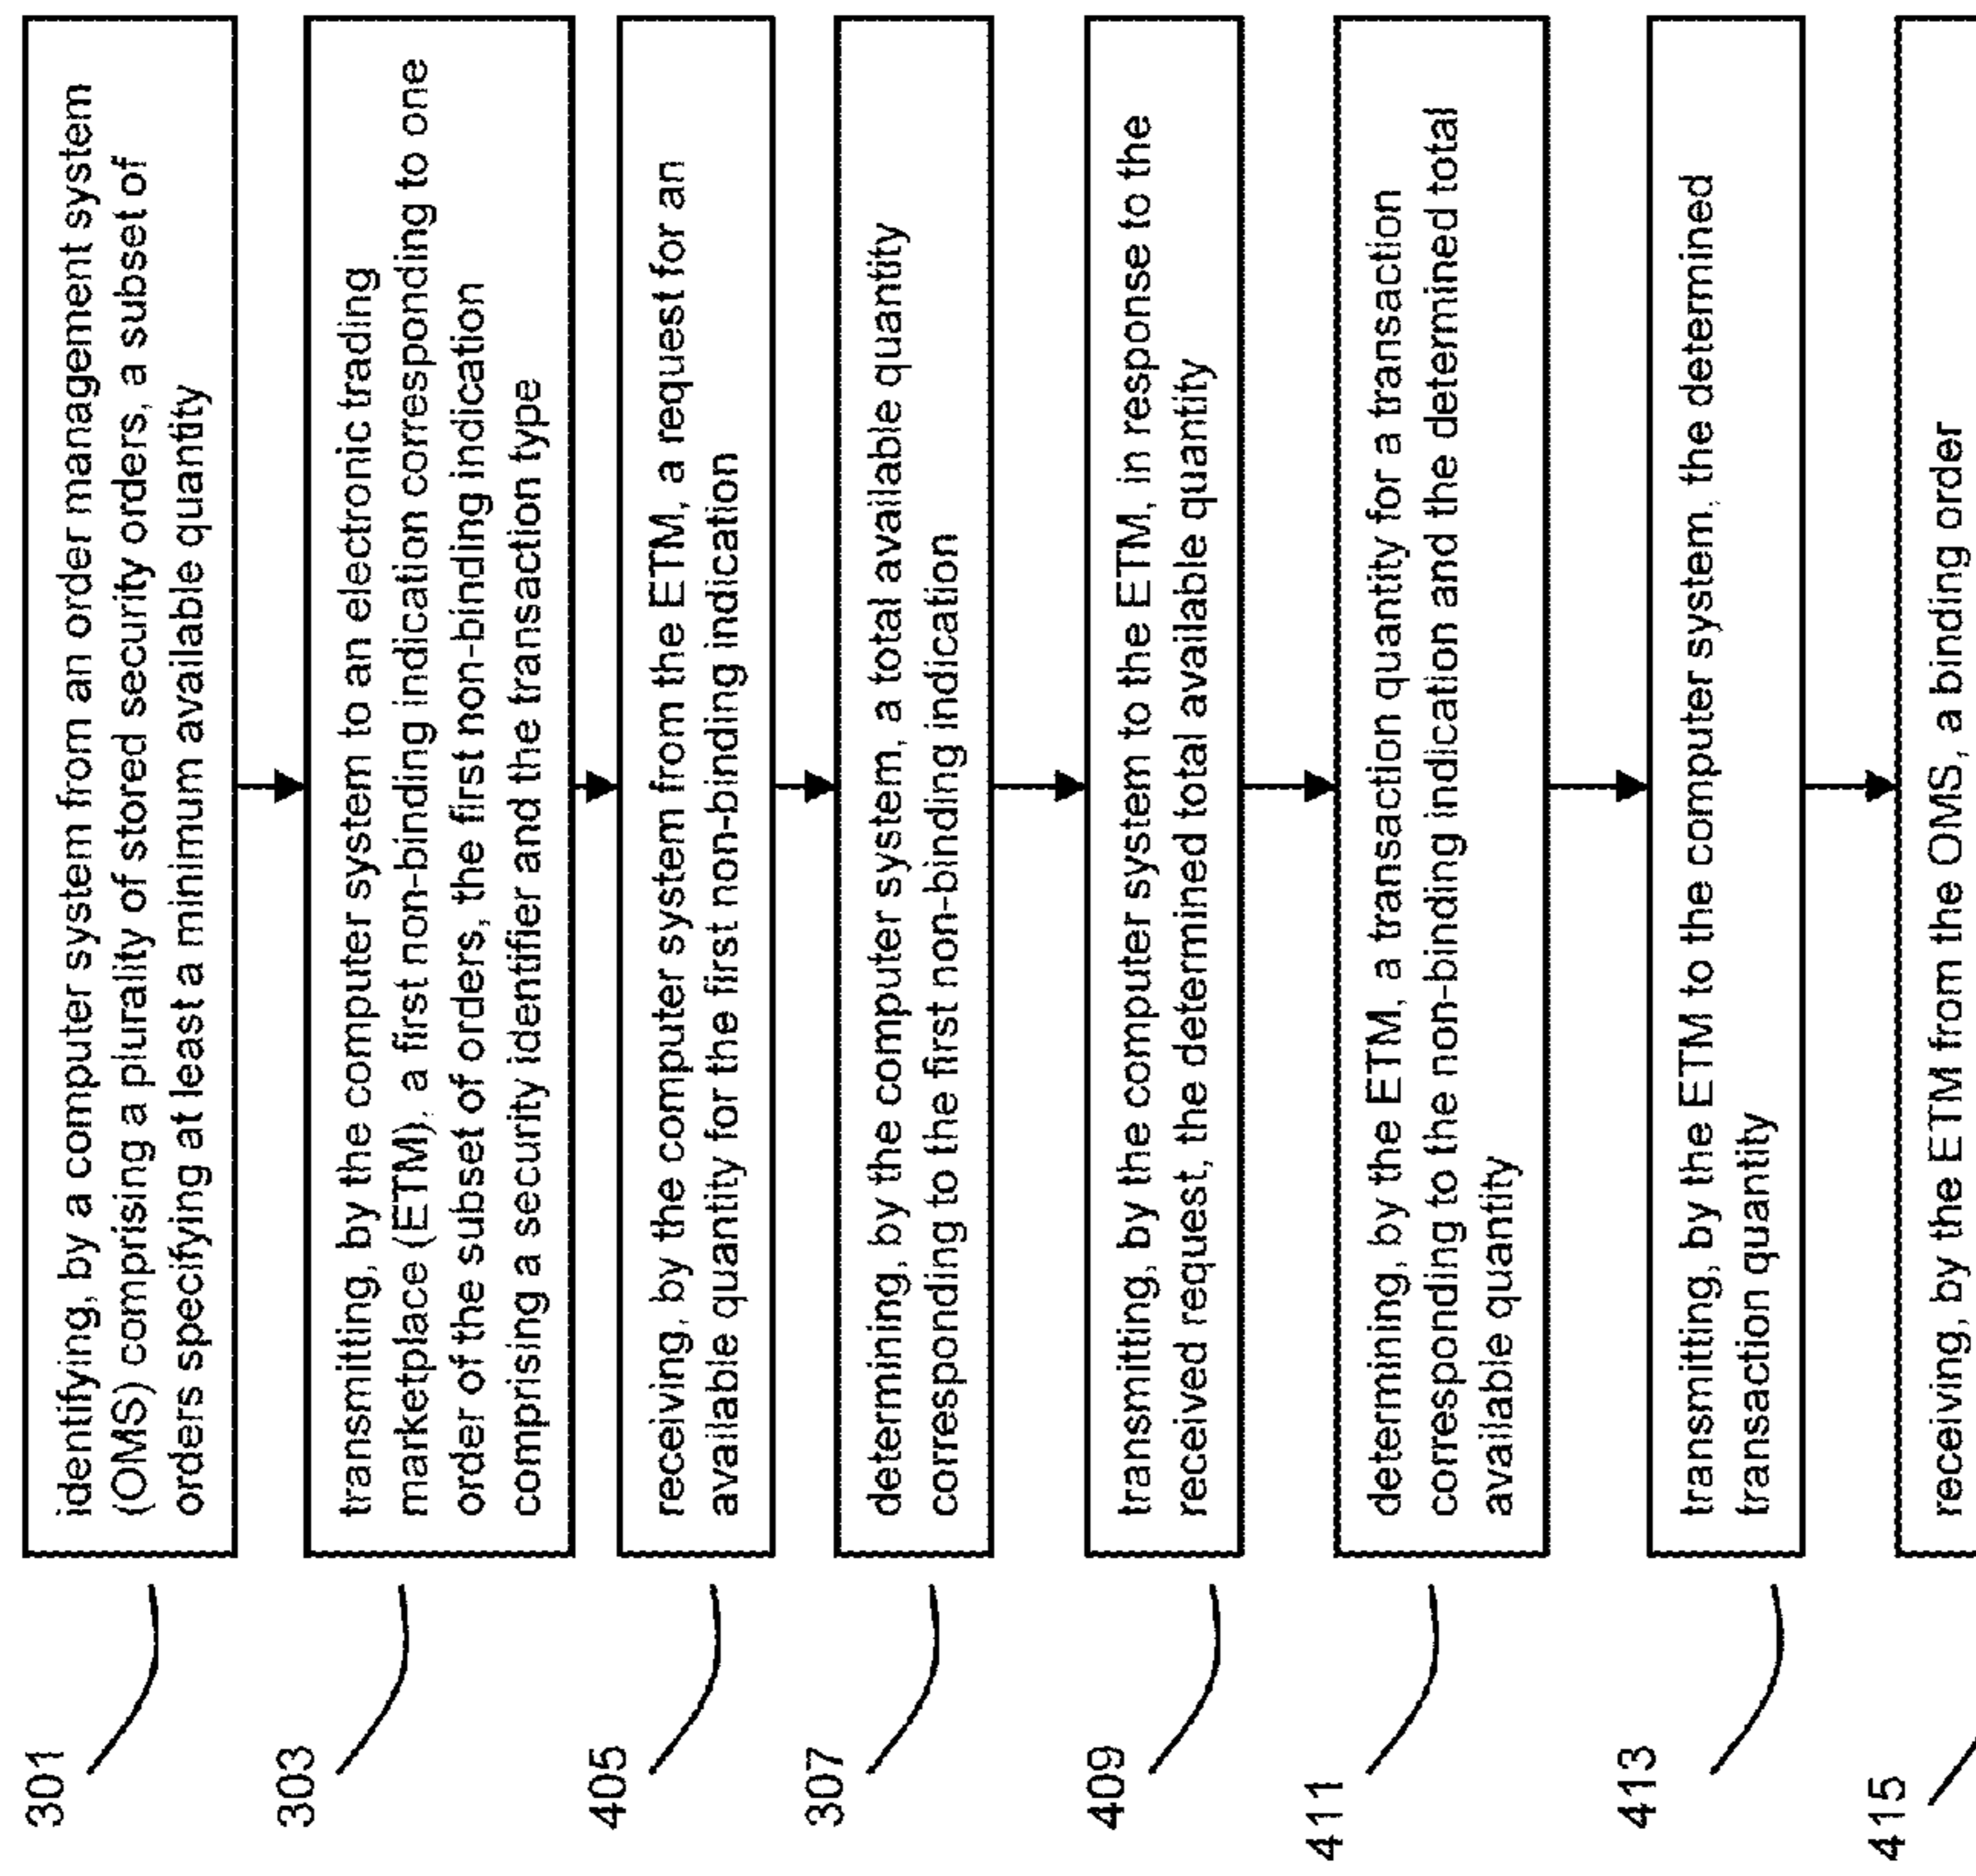 301
identifying, by a computer system from an order management system
(OMS) comprising a plurality of stored security orders, a subset of
orders specifying at least a minimum available quantity
303
transmitting, by the computer system to an electronic trading
marketplace (ETM), a first non-binding indication corresponding to one
order of the subset of orders, the first non-binding indication
comprising a security identifier and the transaction type
405
receiving, by the computer system from the ETM, a request for an
available quantity for the first non-binding indication
307
determining, by the computer system, a total available quantity
corresponding to the first non-binding indication
409
transmitting, by the computer system to the ETM, in response to the
received request, the determined total available quantity
411
determining, by the ETM, a transaction quantity for a transaction
corresponding to the non-binding indication and the determined total
available quantity
413
transmitting, by the ETM to the computer system, the determined
transaction quantity
415
receiving, by the ETM from the OMS, a binding order